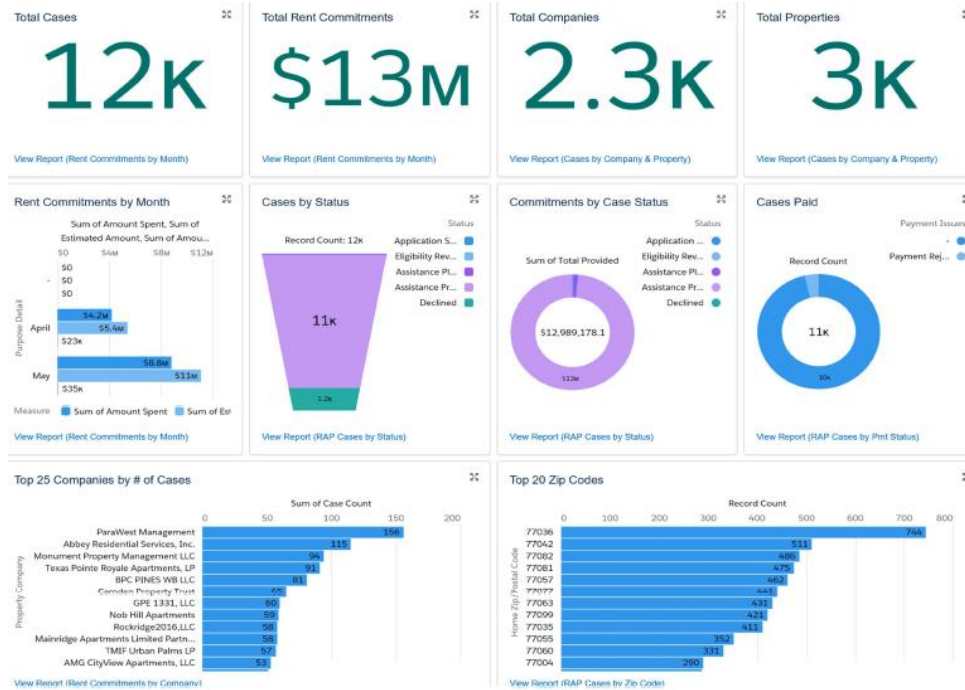 Total Cases
12K
View Report (Rent Commitments by Month)
Total Rent Commitments
$13M
View Report (Rent Commitments by Month)
Total Companies
2.3K
View Report (Cases by Company & Property)
Total Properties
3K
View Report (Cases by Company & Property)
Rent Commitments by Month
Sum of Amount Spent, Sum of
Estimated Amount, Sum of Amou...
$0 $4M $8M $12M
Purpose Detail
-
$0
$0
$0
April
$4.2M
$5.4M
$23K
May
$8.8M
$11M
$35K
Measure Sum of Amount Spent Sum of Est
View Report (Rent Commitments by Month)
Cases by Status
Status
Record Count: 12K
Application S...
Eligibility Rev...
Assistance Pl...
Assistance Pr...
Declined
11K
1.2K
View Report (RAP Cases by Status)
Commitments by Case Status
Status
Application ...
Eligibility Rev...
Assistance Pl...
Assistance Pr...
Declined
Sum of Total Provided
$12,989,178.1
$13M
View Report (RAP Cases by Status)
Cases Paid
Payment Issues
-
Payment Rej...
Record Count
11K
10K
View Report (RAP Cases by Pmt Status)
Top 25 Companies by # of Cases
Sum of Case Count
0 50 100 150 200
Property Company
ParaWest Management 156
Abbey Residential Services, Inc. 115
Monument Property Management LLC 94
Texas Pointe Royale Apartments, LP 91
BPC PINES WB LLC 81
Camden Property Trust 65
GPE 1331, LLC 60
Nob Hill Apartments 59
Rockridge2016,LLC 58
Mainridge Apartments Limited Partn... 58
TMIF Urban Palms LP 57
AMG CityView Apartments, LLC 53
View Report (Rent Commitments by Company)
Top 20 Zip Codes
Record Count
0 100 200 300 400 500 600 700 800
Home Zip/Postal Code
77036 744
77042 511
77082 486
77081 475
77057 462
77077 441
77063 431
77099 421
77035 411
77055 352
77060 331
77004 290
View Report (RAP Cases by Zip Code)